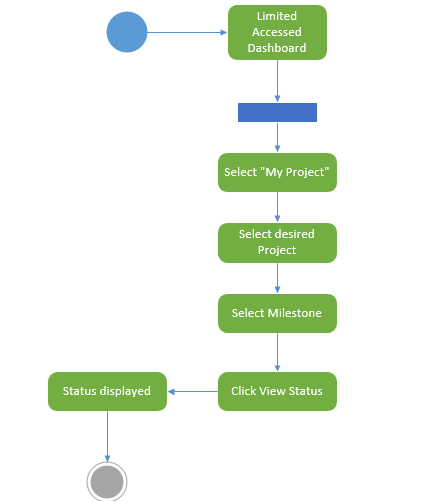 Limited
Accessed
Dashboard
Select "My Project"
Select desired
Project
Select Milestone
Click View Status
Status displayed